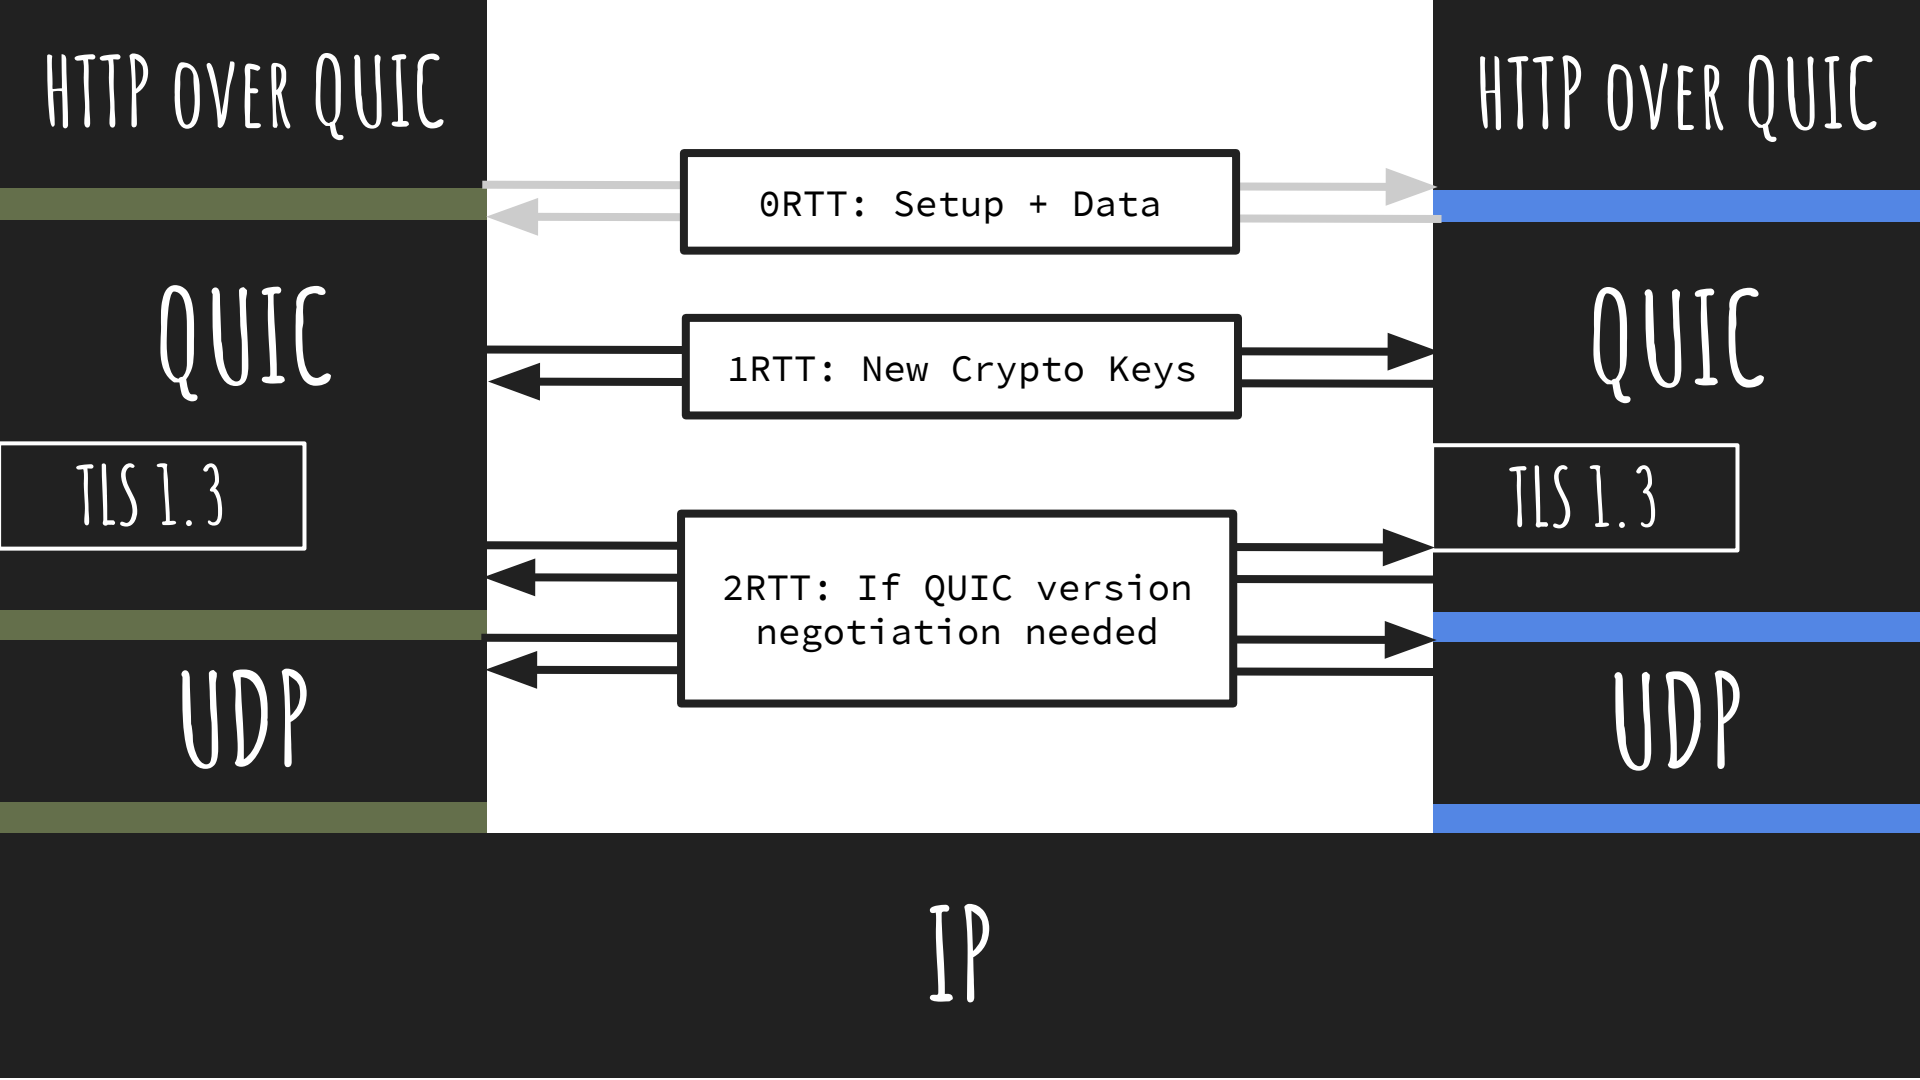 HTTP over QUIC
HTTP over QUIC
0RTT: Setup + Data
QUIC
1RTT: New Crypto Keys
QUIC
TLS 1.3
TLS 1.3
2RTT: If QUIC version
negotiation needed
UDP
UDP
IP